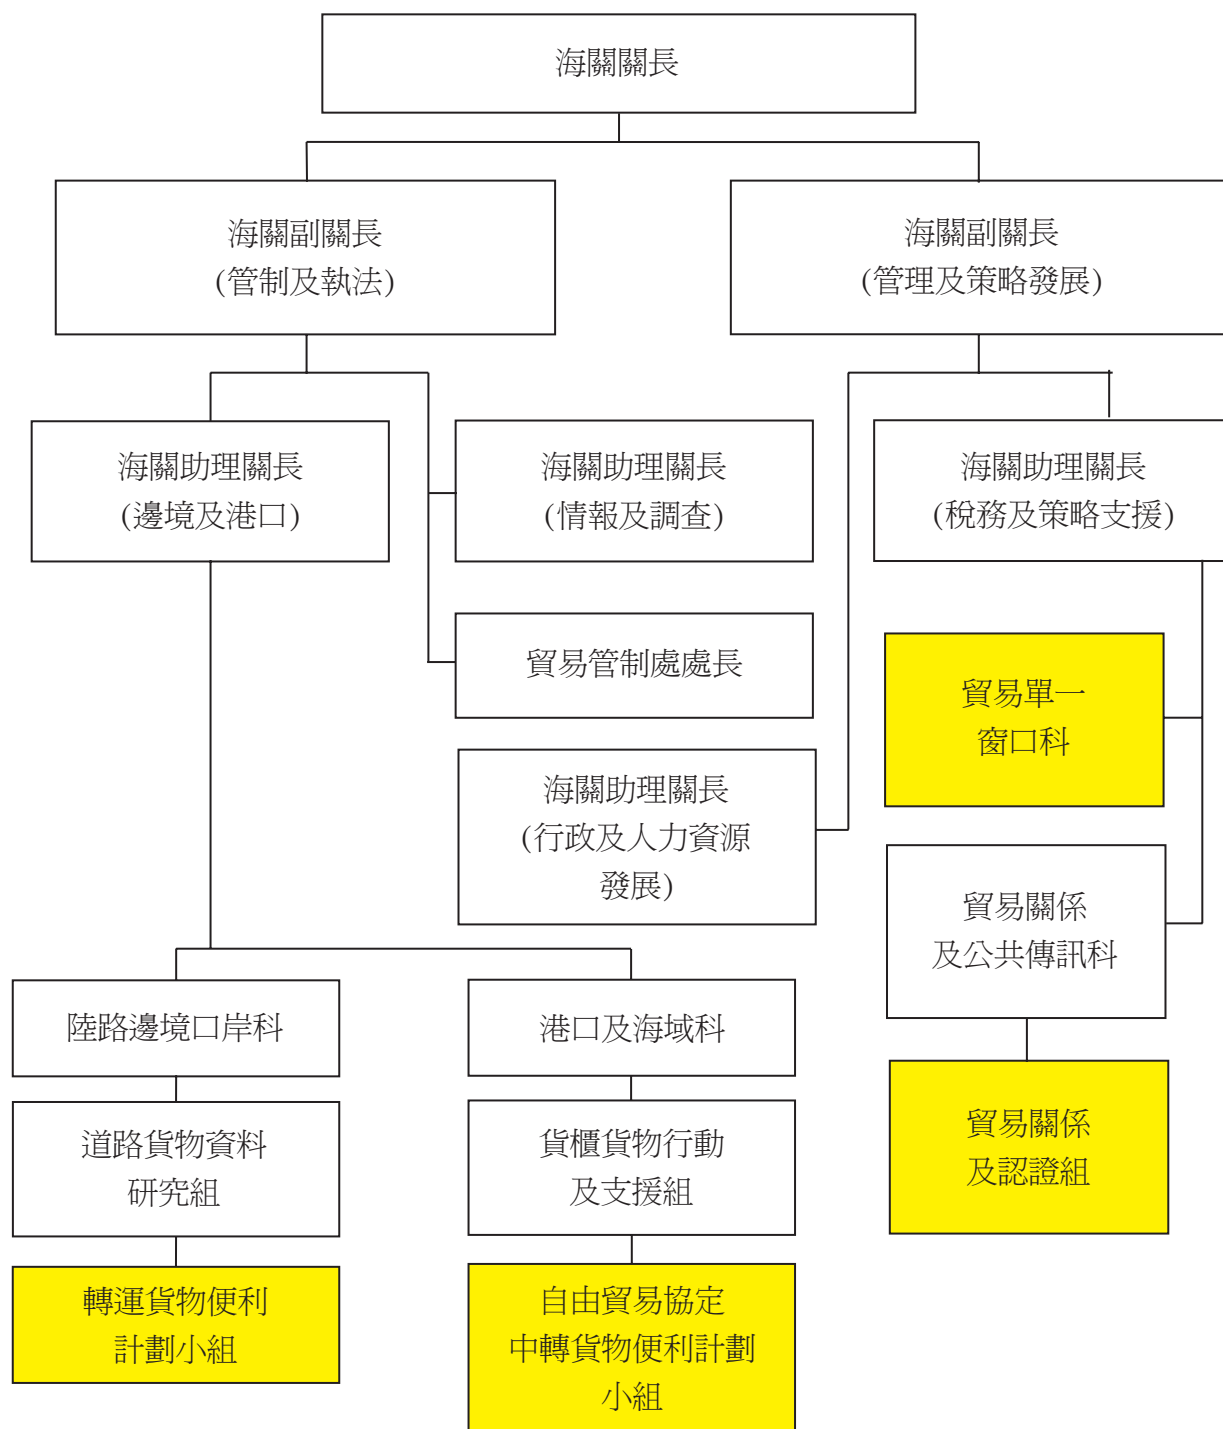 海關關長
海關副關長
(管制及執法)
海關副關長
(管理及策略發展)
海關助理關長
(邊境及港口)
海關助理關長
(情報及調查)
海關助理關長
(稅務及策略支援)
貿易管制處處長
貿易單一
窗口科
海關助理關長
(行政及人力資源
發展)
貿易關係
及公共傳訊科
陸路邊境口岸科
港口及海域科
貿易關係
及認證組
道路貨物資料
研究組
貨櫃貨物行動
及支援組
轉運貨物便利
計劃小組
自由貿易協定
中轉貨物便利計劃
小組